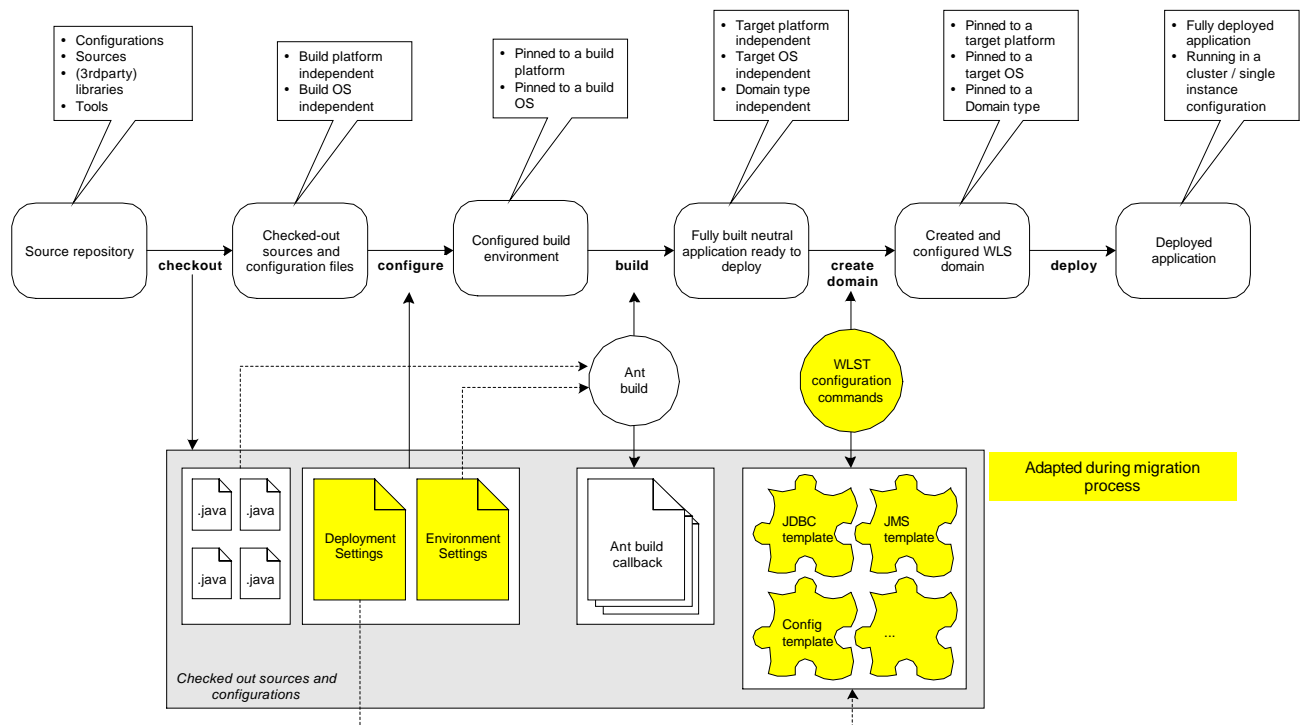 • Configurations
• Sources
• (3rdparty)
libraries
• Tools
• Build platform
independent
• Build OS
independent
• Pinned to a build
platform
• Pinned to a build
OS
• Target platform
independent
• Target OS
independent
• Domain type
independent
• Pinned to a
target platform
• Pinned to a
target OS
• Pinned to a
Domain type
• Fully deployed
application
• Running in a
cluster / single
instance
configuration
Source repository
checkout
Checked-out
sources and
configuration files
configure
Configured build
environment
build
Fully built neutral
application ready to
deploy
create
domain
Created and
configured WLS
domain
deploy
Deployed
application
Ant
build
WLST
configuration
commands
Adapted during migration
process
.java
.java
.java
.java
Deployment
Settings
Environment
Settings
Ant build
callback
JDBC
template
JMS
template
Config
template
...
Checked out sources and
configurations